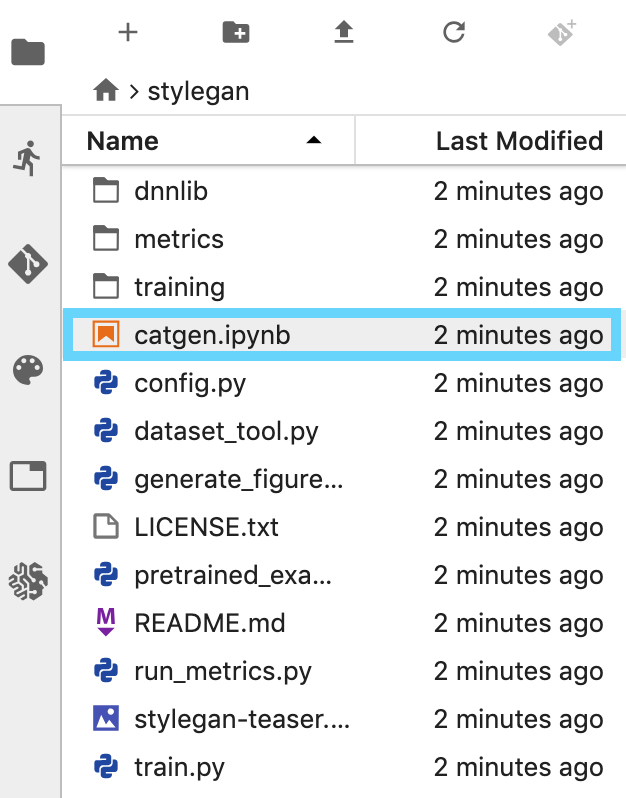 stylegan
Name Last Modified
dnnlib 2 minutes ago
metrics 2 minutes ago
training 2 minutes ago
catgen.ipynb 2 minutes ago
config.py 2 minutes ago
dataset_tool.py 2 minutes ago
generate_figure... 2 minutes ago
LICENSE.txt 2 minutes ago
pretrained_exa... 2 minutes ago
M README.md 2 minutes ago
run_metrics.py 2 minutes ago
stylegan-teaser.... 2 minutes ago
train.py 2 minutes ago